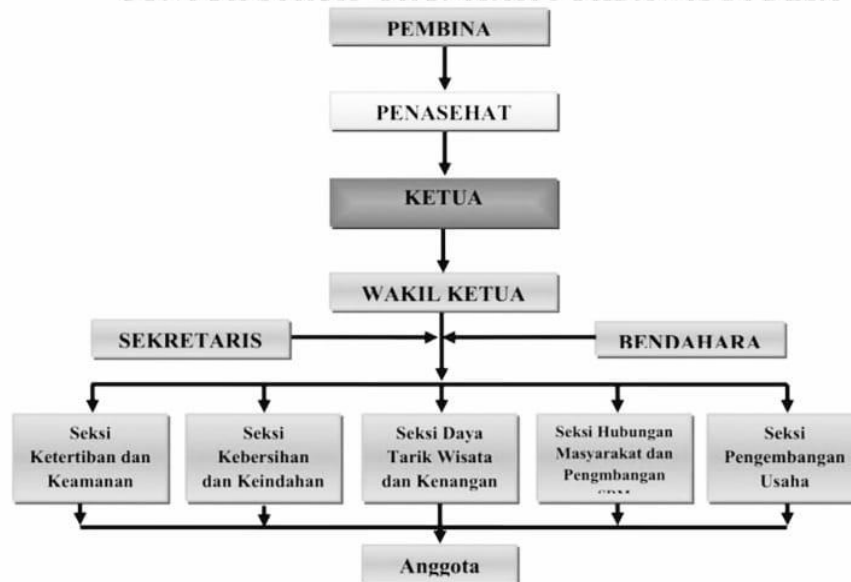 PEMBINA
PENASEHAT
KETUA
WAKIL KETUA
SEKRETARIS
BENDAHARA
Seksi
Ketertiban dan
Keamanan
Seksi
Kebersihan
dan Keindahan
Seksi Daya
Tarik Wisata
dan Kenangan
Seksi Hubungan
Masyarakat dan
Pengmbangan
Seksi
Pengembangan
Usaha
Anggota